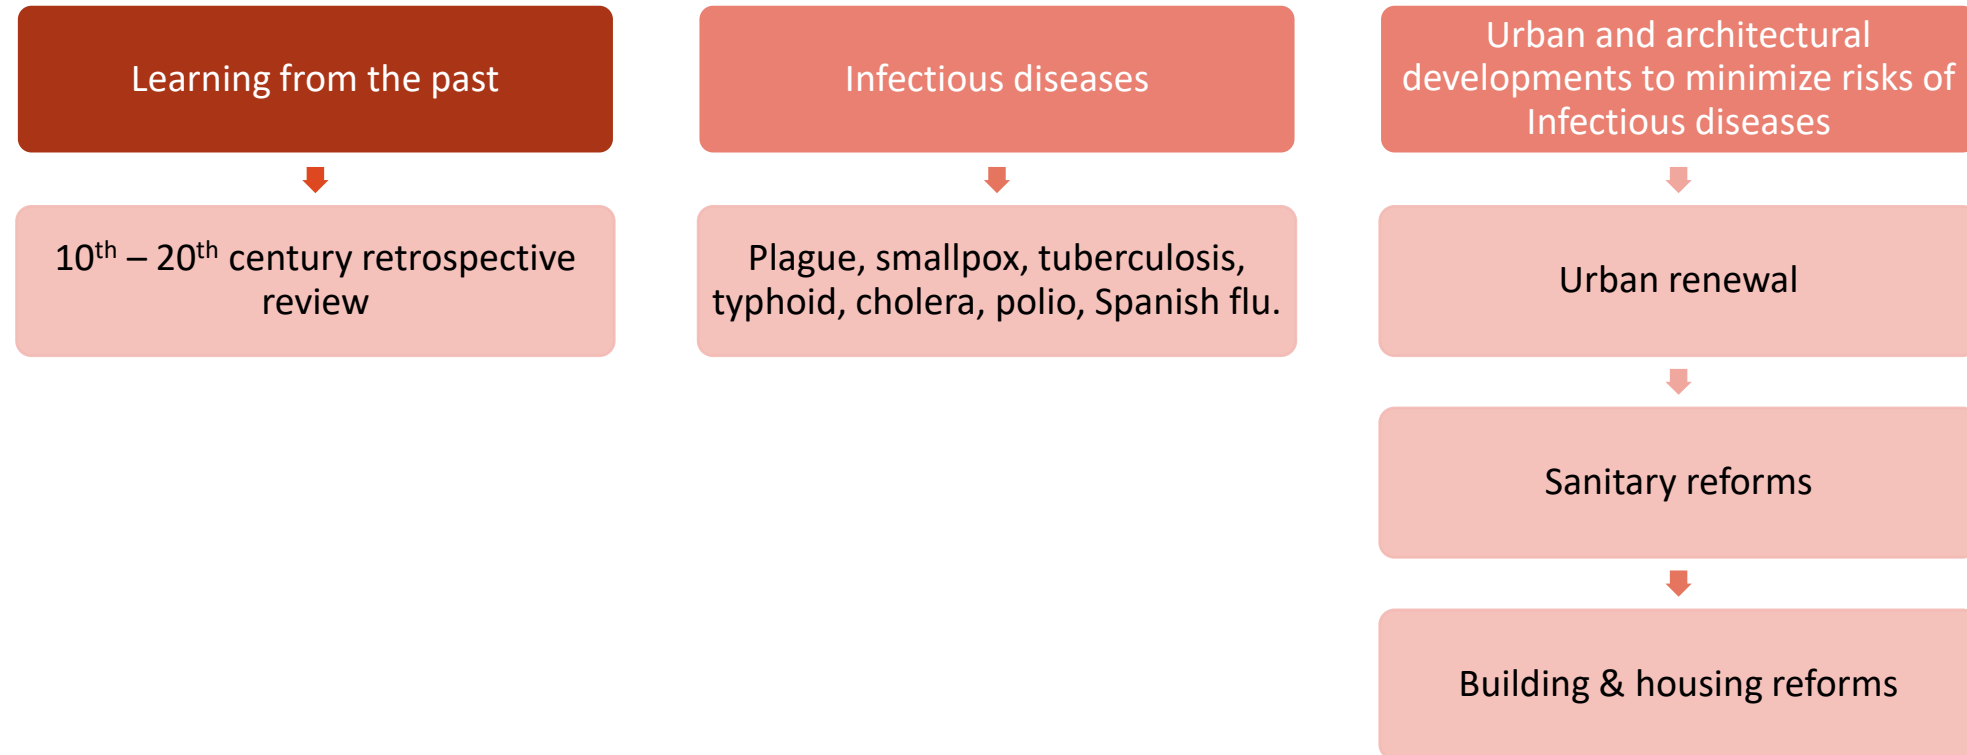 Learning from the past
10th – 20th century retrospective
review
Infectious diseases
Plague, smallpox, tuberculosis,
typhoid, cholera, polio, Spanish flu.
Urban and architectural
developments to minimize risks of
Infectious diseases
Urban renewal
Sanitary reforms
Building & housing reforms